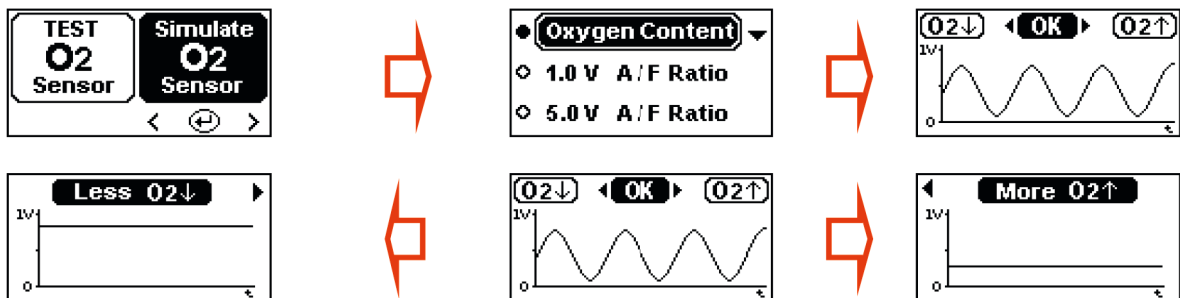 TEST
O2
Sensor
Simulate
O2
Sensor
< >
Oxygen Content
1.0 V A/F Ratio
5.0 V A/F Ratio
O2↓ OK O2↑
1V
0
t
Less O2↓
1V
0
t
O2↓ OK O2↑
1V
0
t
More O2↑
1V
0
t